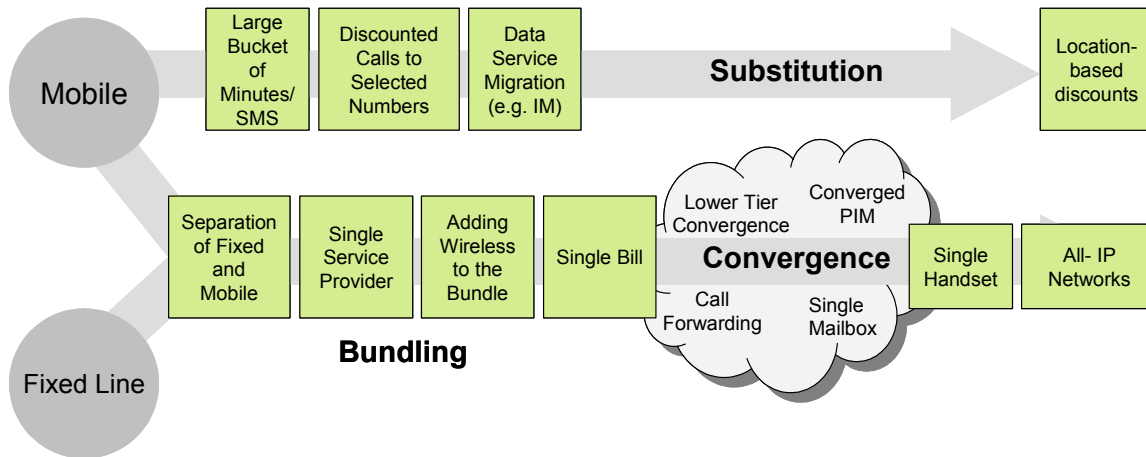 Mobile
Large
Bucket
of
Minutes/
SMS
Discounted
Calls to
Selected
Numbers
Data
Service
Migration
(e.g. IM)
Substitution
Location-
based
discounts
Separation
of Fixed
and
Mobile
Single
Service
Provider
Adding
Wireless
to the
Bundle
Single Bill
Lower Tier
Convergence
Converged
PIM
Convergence
Call
Forwarding
Single
Mailbox
Single
Handset
All- IP
Networks
Bundling
Fixed Line